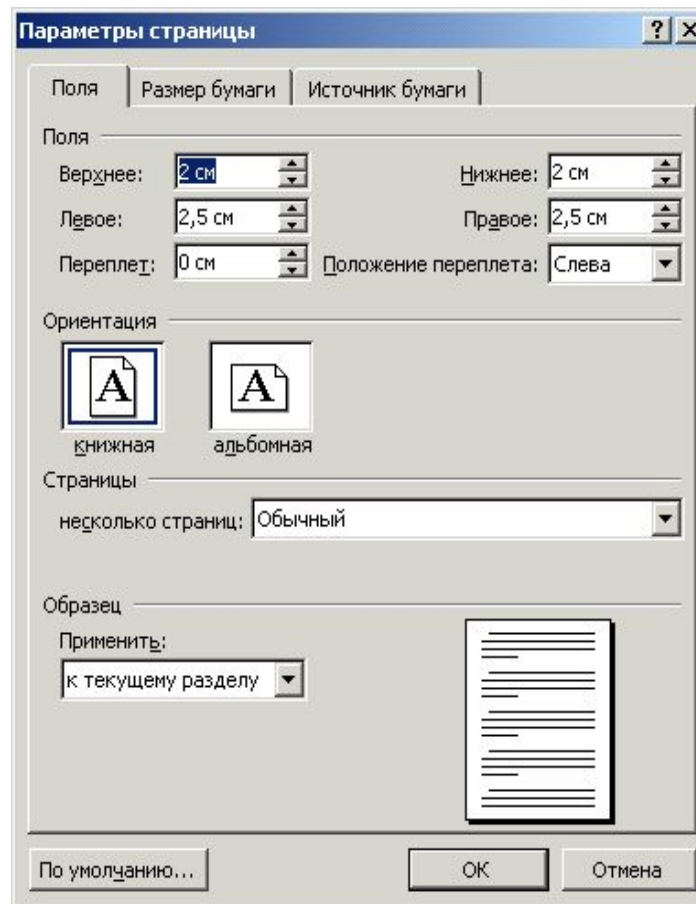 Параметры страницы
Поля Размер бумаги Источник бумаги
Поля
Верхнее: 2 см Нижнее: 2 см
Левое: 2,5 см Правое: 2,5 см
Переплет: 0 см Положение переплета: Слева
Ориентация
A A
книжная альбомная
Страницы
несколько страниц: Обычный
Образец
Применить:
к текущему разделу
По умолчанию... ОК Отмена